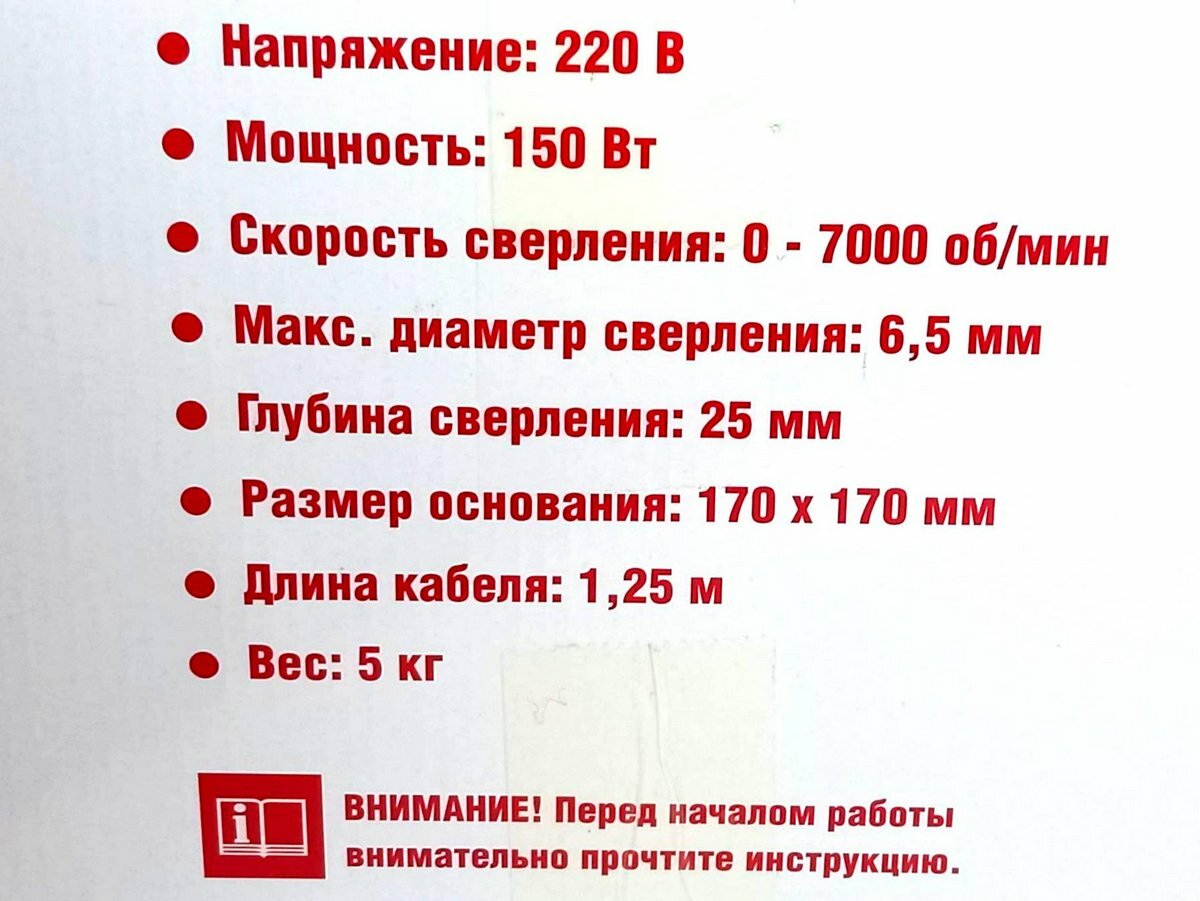 • Напряжение: 220 В
• Мощность: 150 Вт
• Скорость сверления: 0 - 7000 об/мин
• Макс. диаметр сверления: 6,5 мм
• Глубина сверления: 25 мм
• Размер основания: 170 х 170 мм
• Длина кабеля: 1,25 м
• Вес: 5 кг
i ВНИМАНИЕ! Перед началом работы
внимательно прочтите инструкцию.